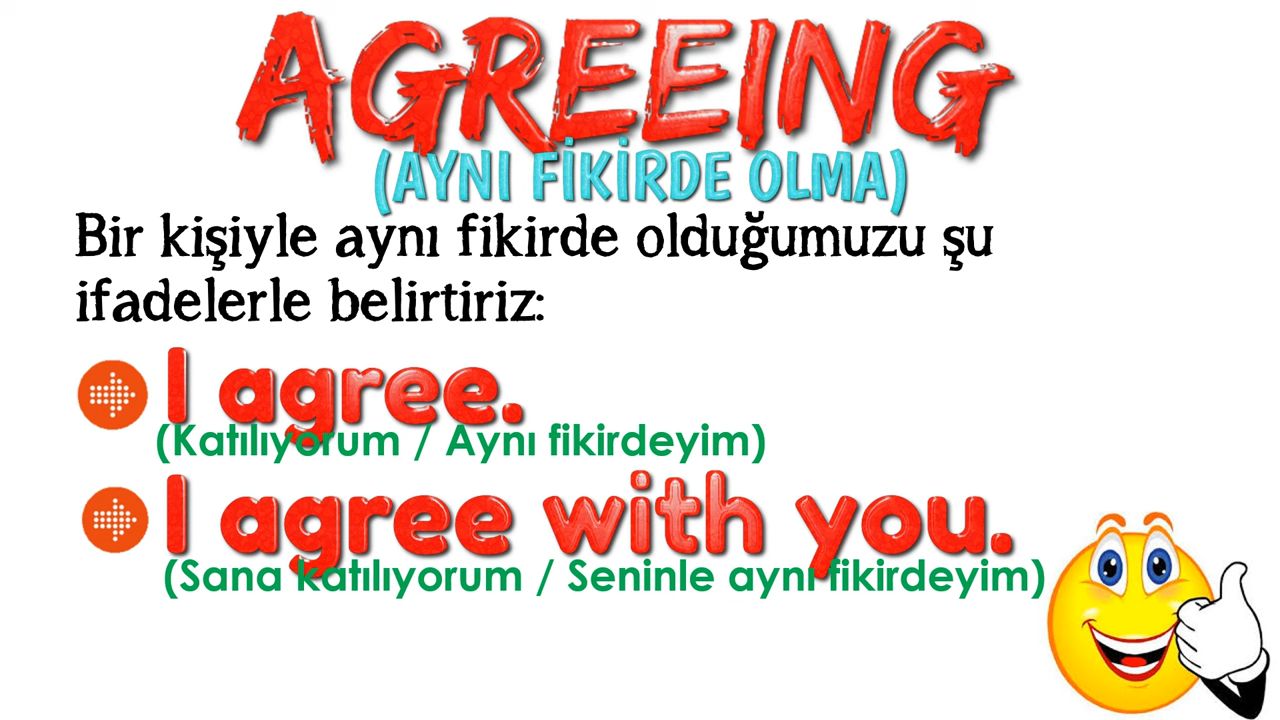 AGREEING
(AYNI FİKİRDE OLMA)
Bir kişiyle aynı fikirde olduğumuzu şu
ifadelerle belirtiriz:
I agree.
(Katılıyorum / Aynı fikirdeyim)
I agree with you.
(Sana katılıyorum / Seninle aynı fikirdeyim)